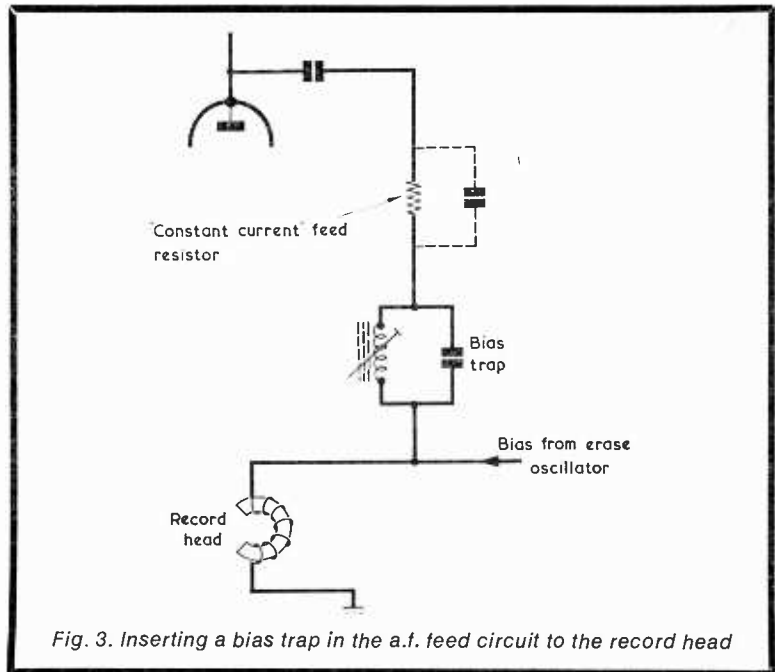 "Constant current" feed
resistor
Bias
trap
Bias from erase
oscillator
Record
head
Fig. 3. Inserting a bias trap in the a.f. feed circuit to the record head